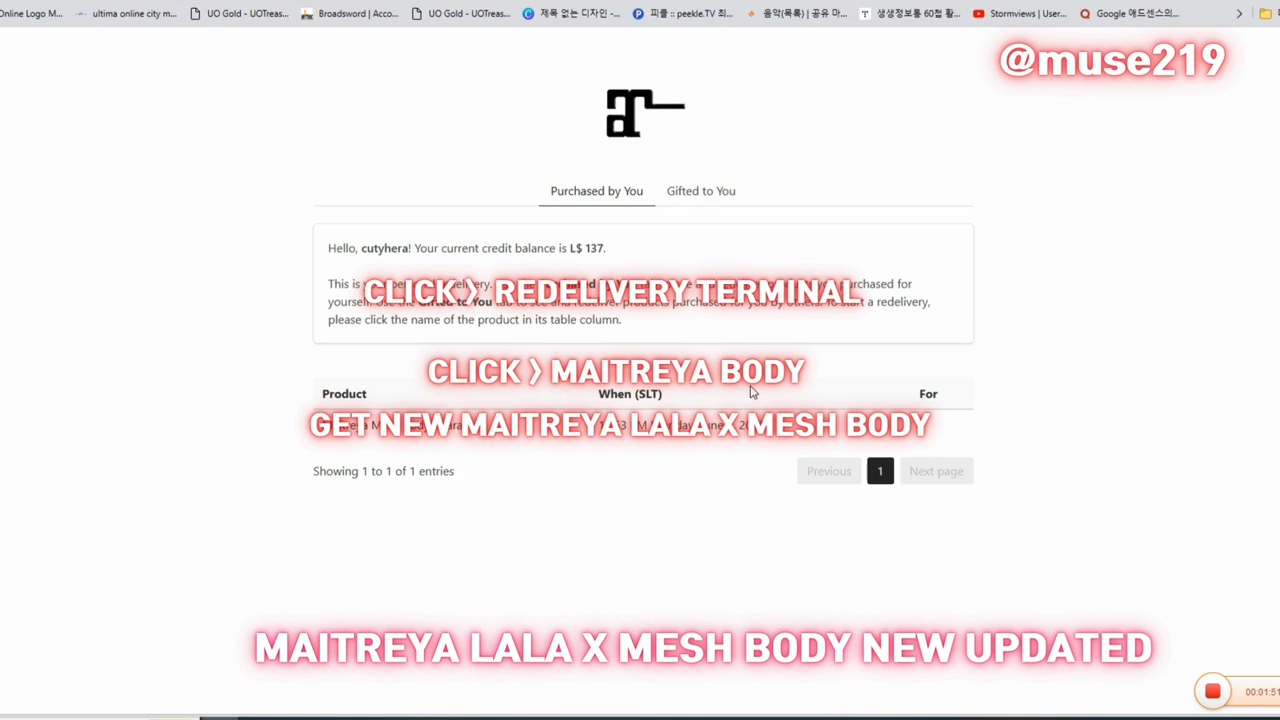 Online Logo M... ultima online city m... UO Gold - UOTreas... Broadsword | Acco... UO Gold - UOTreas... 제목 없는 디자인 -... 피클 :: peekle.TV 최... 음악(목록) | 공유 마... 생생정보통 60첩 황... Stormviews | User... Google 애드센스의...
@muse219
Purchased by You Gifted to You
Hello, cutyhera! Your current credit balance is L$ 137.
CLICK 〉 REDELIVERY TERMINAL
please click the name of the product in its table column.
CLICK 〉 MAITREYA BODY
Product When (SLT) For
GET NEW MAITREYA LALA X MESH BODY
Showing 1 to 1 of 1 entries Previous 1 Next page
MAITREYA LALA X MESH BODY NEW UPDATED
00:01:51